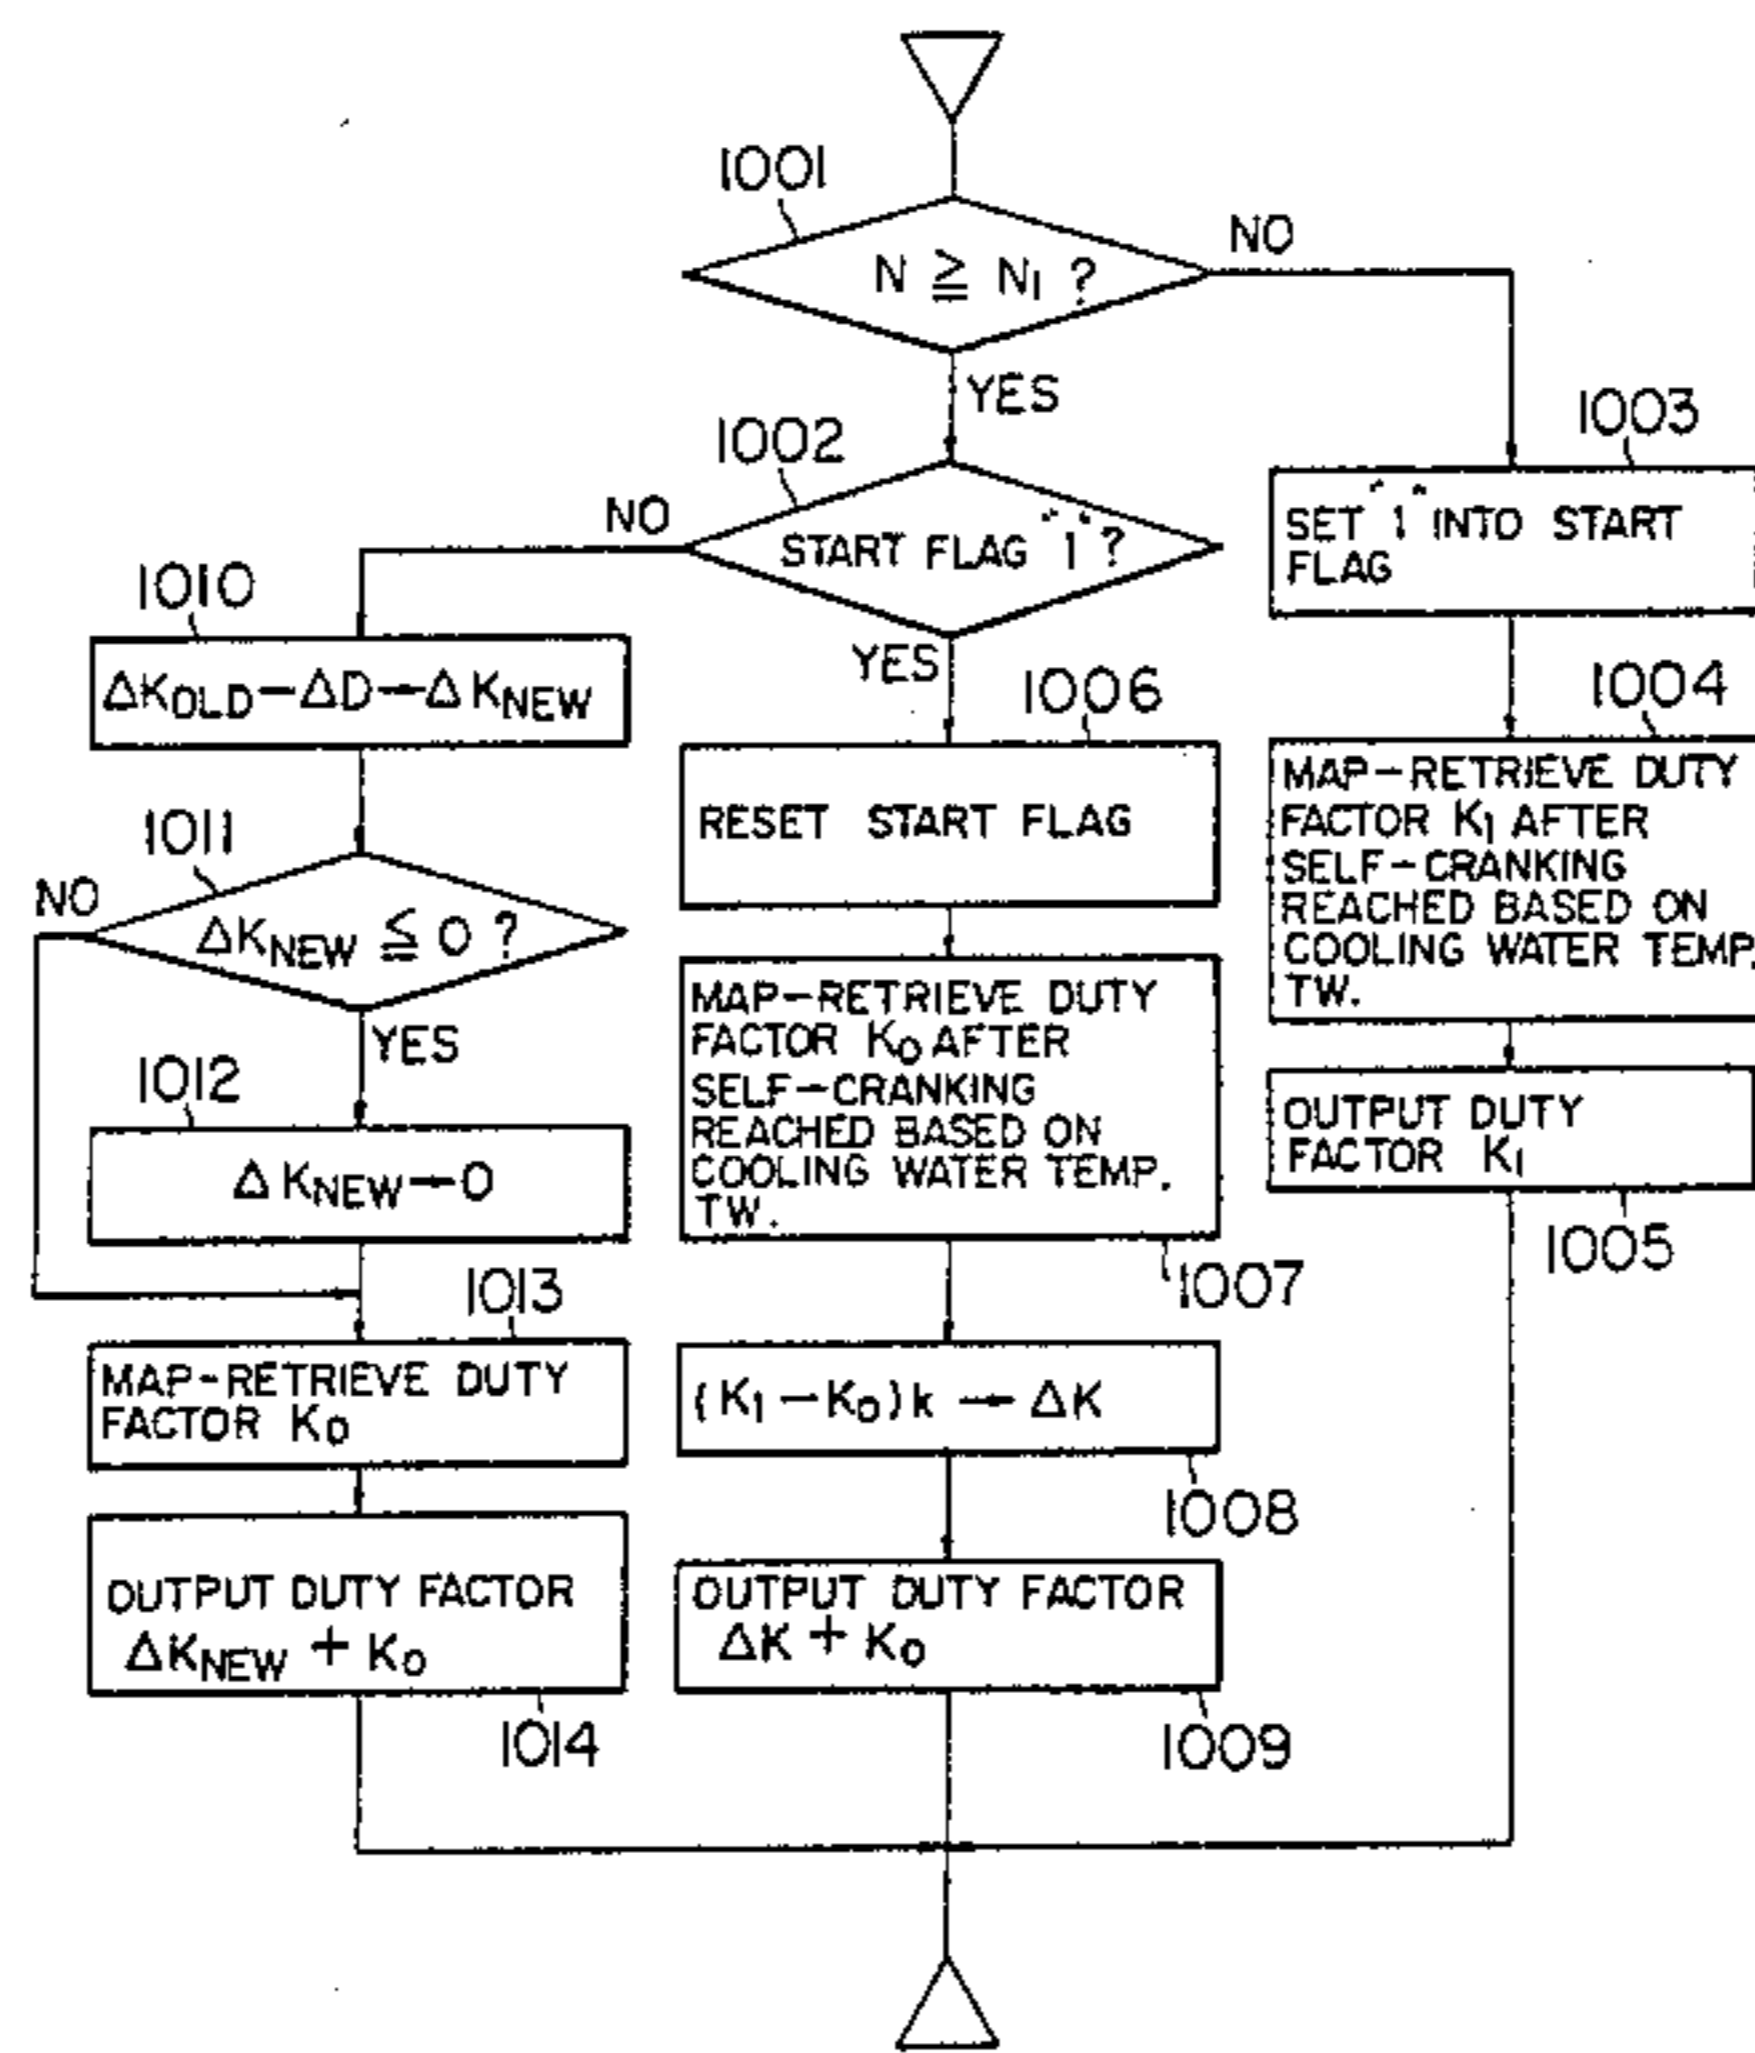 1001
N ≧ N1 ?
NO
YES
1002
START FLAG "1" ?
NO
YES
1003
SET "1" INTO START
FLAG
1004
MAP-RETRIEVE DUTY
FACTOR K1 AFTER
SELF-CRANKING
REACHED BASED ON
COOLING WATER TEMP.
TW.
OUTPUT DUTY
FACTOR K1
1005
1006
RESET START FLAG
MAP-RETRIEVE DUTY
FACTOR K0 AFTER
SELF-CRANKING
REACHED BASED ON
COOLING WATER TEMP.
TW.
1007
(K1 - K0)k → ΔK
1008
OUTPUT DUTY FACTOR
ΔK + K0
1009
1010
ΔKOLD - ΔD → ΔKNEW
1011
NO
ΔKNEW ≦ 0 ?
YES
1012
ΔKNEW → 0
1013
MAP-RETRIEVE DUTY
FACTOR K0
OUTPUT DUTY FACTOR
ΔKNEW + K0
1014